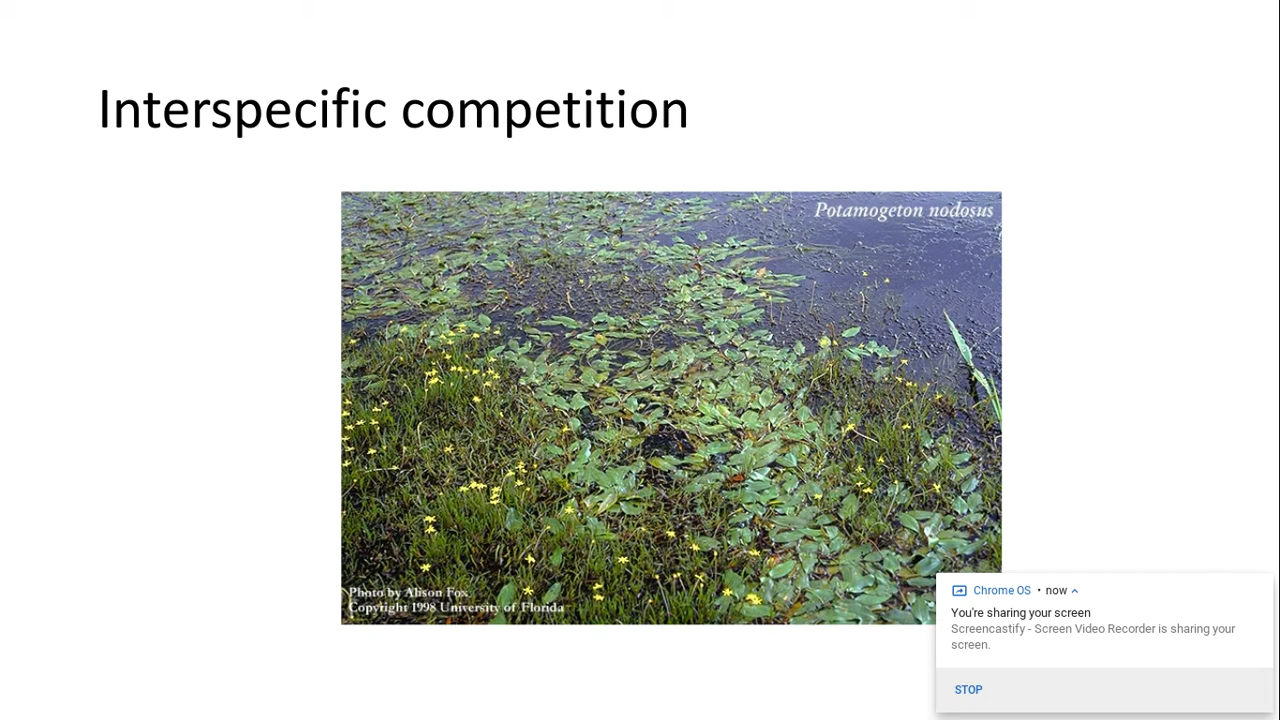 Interspecific competition
Potamogeton nodosus
Photo by Alison Fox
Copyright 1998 University of Florida
Chrome OS • now
You're sharing your screen
Screencastify - Screen Video Recorder is sharing your
screen.
STOP